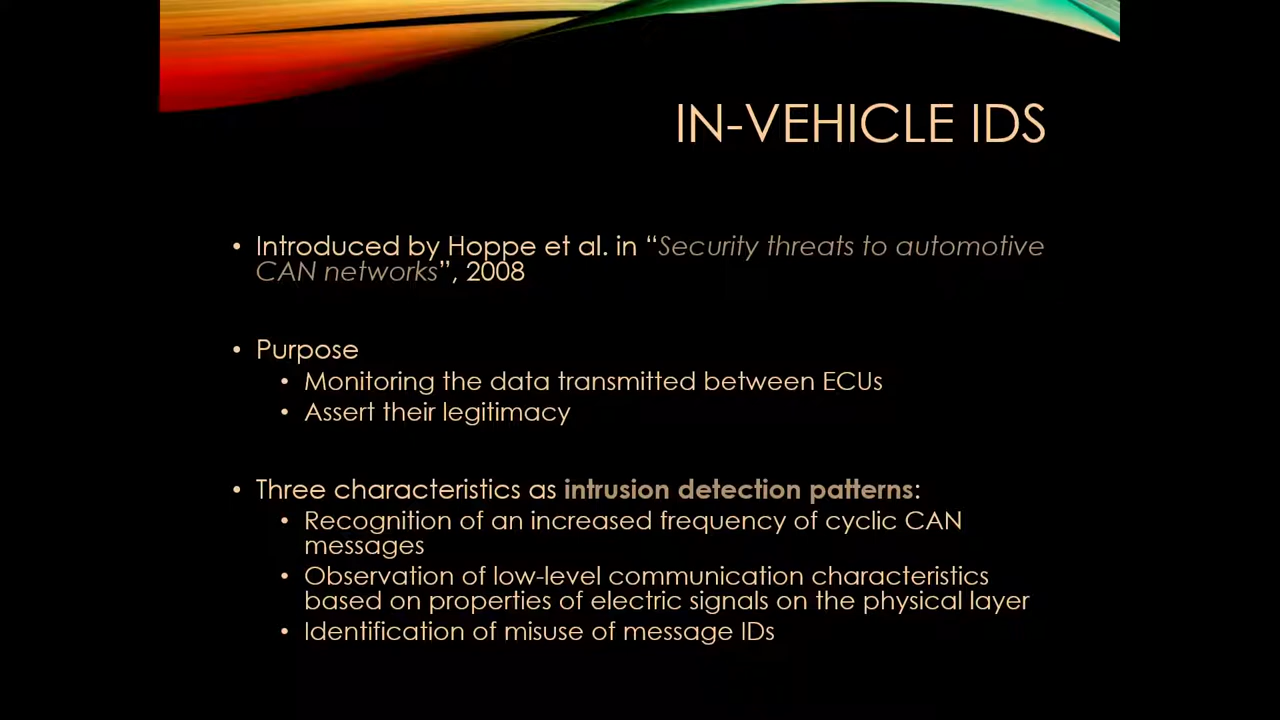 IN-VEHICLE IDS
• Introduced by Hoppe et al. in “Security threats to automotive
CAN networks”, 2008
• Purpose
• Monitoring the data transmitted between ECUs
• Assert their legitimacy
• Three characteristics as intrusion detection patterns:
• Recognition of an increased frequency of cyclic CAN
messages
• Observation of low-level communication characteristics
based on properties of electric signals on the physical layer
• Identification of misuse of message IDs